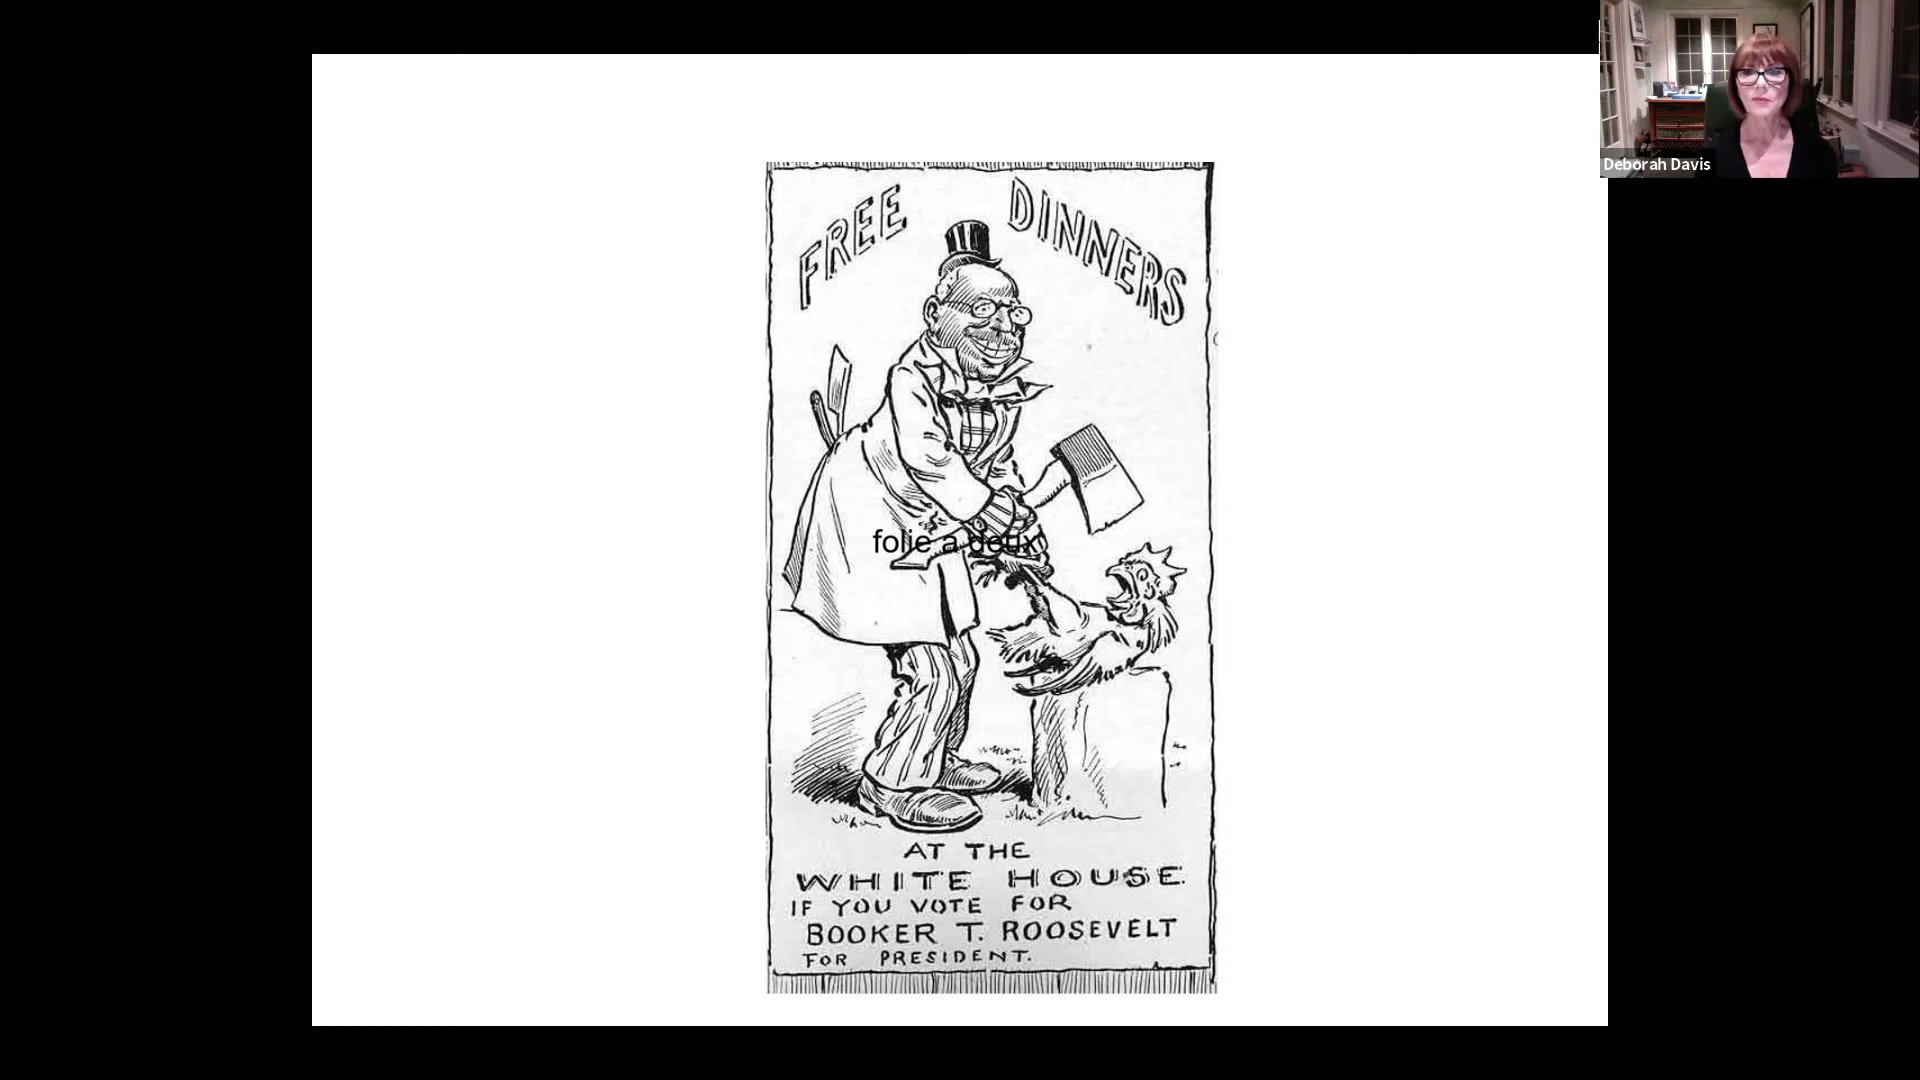 Deborah Davis
FREE DINNERS
folie a deux
AT THE
WHITE HOUSE
IF YOU VOTE FOR
BOOKER T. ROOSEVELT
FOR PRESIDENT.